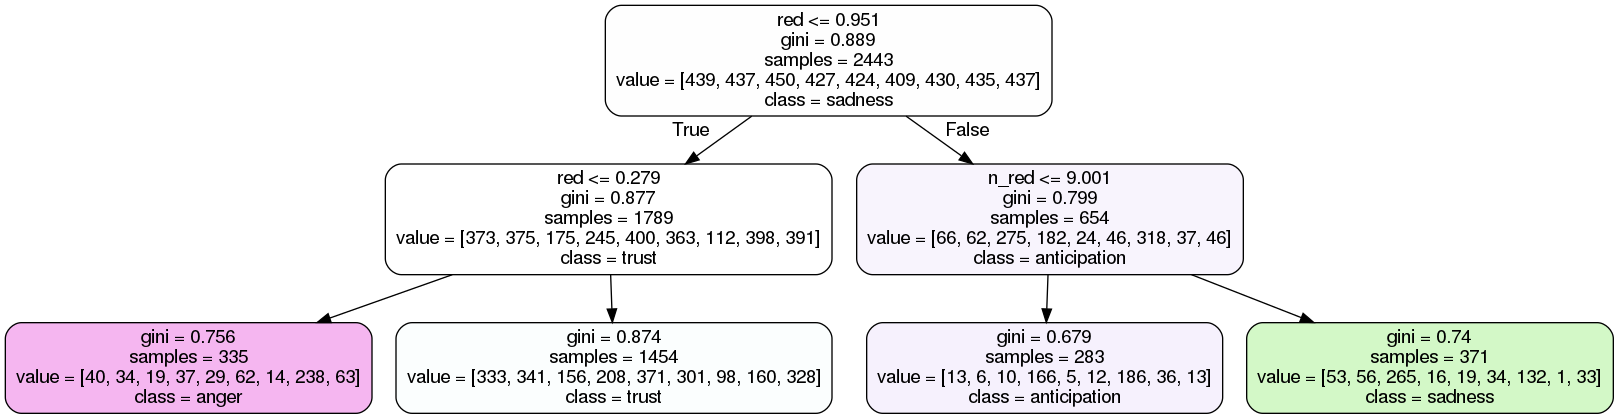 red <= 0.951
gini = 0.889
samples = 2443
value = [439, 437, 450, 427, 424, 409, 430, 435, 437]
class = sadness
True
False
red <= 0.279
gini = 0.877
samples = 1789
value = [373, 375, 175, 245, 400, 363, 112, 398, 391]
class = trust
n_red <= 9.001
gini = 0.799
samples = 654
value = [66, 62, 275, 182, 24, 46, 318, 37, 46]
class = anticipation
gini = 0.756
samples = 335
value = [40, 34, 19, 37, 29, 62, 14, 238, 63]
class = anger
gini = 0.874
samples = 1454
value = [333, 341, 156, 208, 371, 301, 98, 160, 328]
class = trust
gini = 0.679
samples = 283
value = [13, 6, 10, 166, 5, 12, 186, 36, 13]
class = anticipation
gini = 0.74
samples = 371
value = [53, 56, 265, 16, 19, 34, 132, 1, 33]
class = sadness